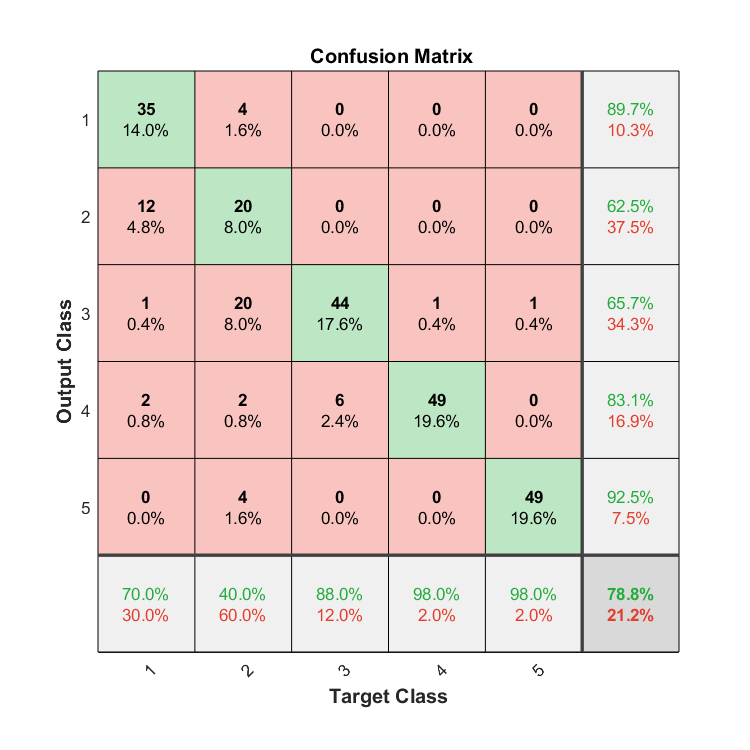 Confusion Matrix
35 4 0 0 0 89.7%
1
14.0% 1.6% 0.0% 0.0% 0.0% 10.3%
12 20 0 0 0 62.5%
2
4.8% 8.0% 0.0% 0.0% 0.0% 37.5%
1 20 44 1 1 65.7%
3
0.4% 8.0% 17.6% 0.4% 0.4% 34.3%
Output Class
2 2 6 49 0 83.1%
4
0.8% 0.8% 2.4% 19.6% 0.0% 16.9%
0 4 0 0 49 92.5%
5
0.0% 1.6% 0.0% 0.0% 19.6% 7.5%
70.0% 40.0% 88.0% 98.0% 98.0% 78.8%
30.0% 60.0% 12.0% 2.0% 2.0% 21.2%
1 2 3 4 5
Target Class